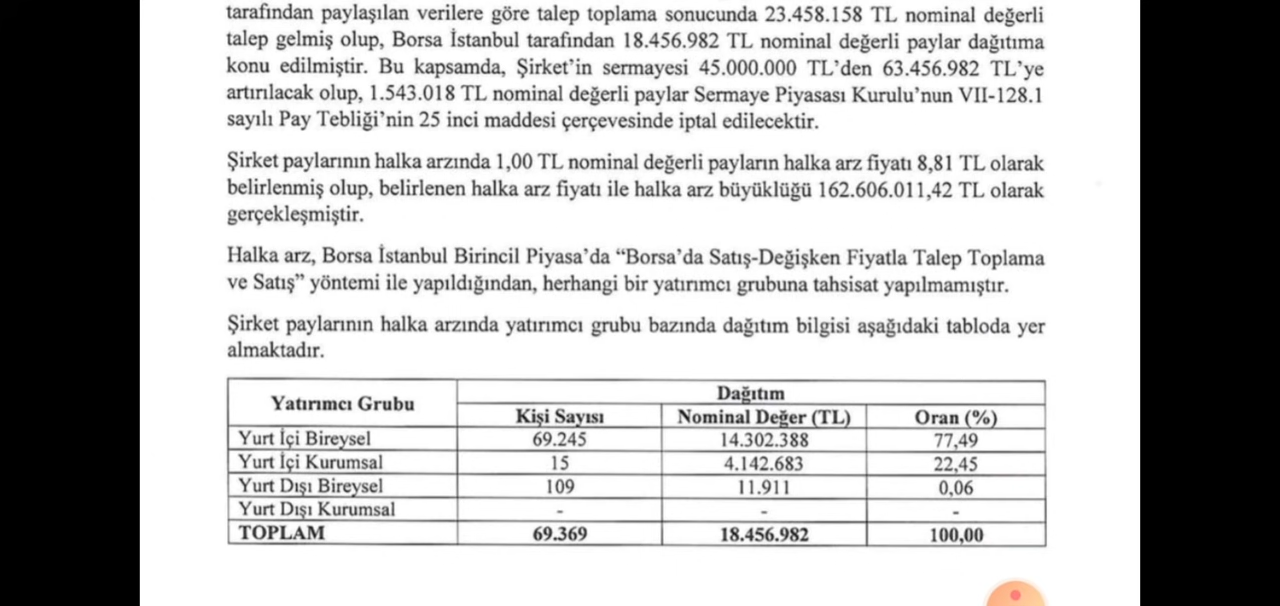 tarafından paylaşılan verilere göre talep toplama sonucunda 23.458.158 TL nominal değerli
talep gelmiş olup, Borsa İstanbul tarafından 18.456.982 TL nominal değerli paylar dağıtıma
konu edilmiştir. Bu kapsamda, Şirket’in sermayesi 45.000.000 TL’den 63.456.982 TL’ye
artırılacak olup, 1.543.018 TL nominal değerli paylar Sermaye Piyasası Kurulu’nun VII-128.1
sayılı Pay Tebliği’nin 25 inci maddesi çerçevesinde iptal edilecektir.
Şirket paylarının halka arzında 1,00 TL nominal değerli payların halka arz fiyatı 8,81 TL olarak
belirlenmiş olup, belirlenen halka arz fiyatı ile halka arz büyüklüğü 162.606.011,42 TL olarak
gerçekleşmiştir.
Halka arz, Borsa İstanbul Birincil Piyasa’da “Borsa’da Satış-Değişken Fiyatla Talep Toplama
ve Satış” yöntemi ile yapıldığından, herhangi bir yatırımcı grubuna tahsisat yapılmamıştır.
Şirket paylarının halka arzında yatırımcı grubu bazında dağıtım bilgisi aşağıdaki tabloda yer
almaktadır.
Yatırımcı Grubu Dağıtım
Kişi Sayısı Nominal Değer (TL) Oran (%)
Yurt İçi Bireysel 69.245 14.302.388 77,49
Yurt İçi Kurumsal 15 4.142.683 22,45
Yurt Dışı Bireysel 109 11.911 0,06
Yurt Dışı Kurumsal - - -
TOPLAM 69.369 18.456.982 100,00